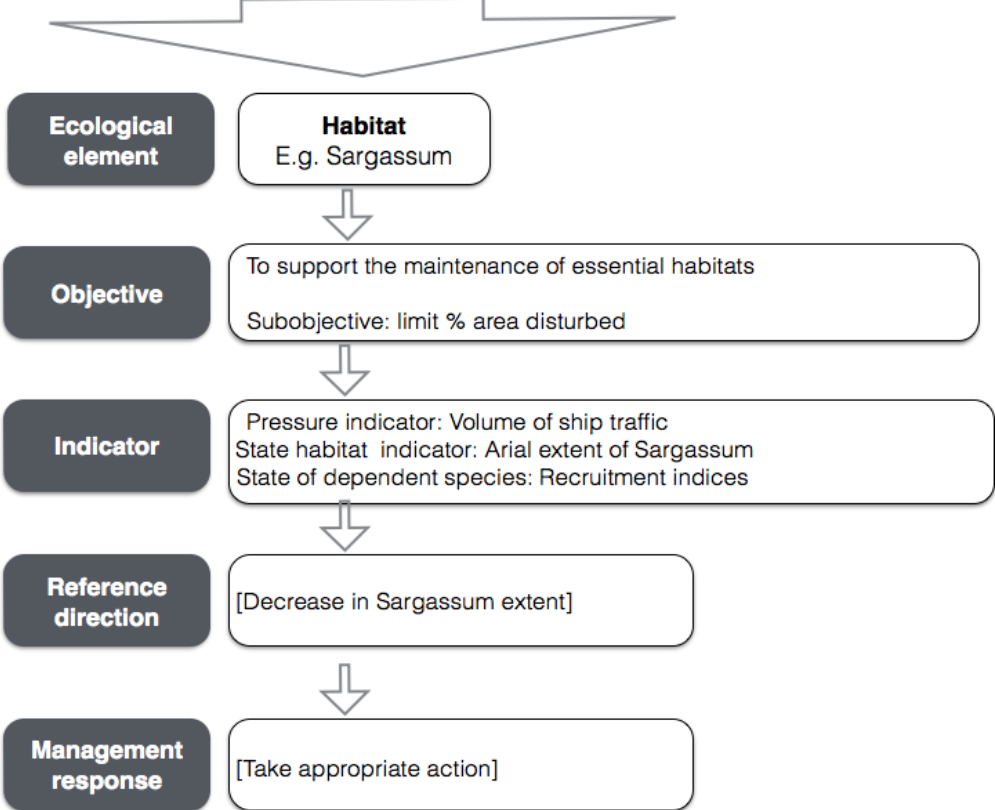 Ecological
element
Habitat
E.g. Sargassum
Objective
To support the maintenance of essential habitats
Subobjective: limit % area disturbed
Indicator
Pressure indicator: Volume of ship traffic
State habitat  indicator: Arial extent of Sargassum
State of dependent species: Recruitment indices
Reference
direction
[Decrease in Sargassum extent]
Management
response
[Take appropriate action]